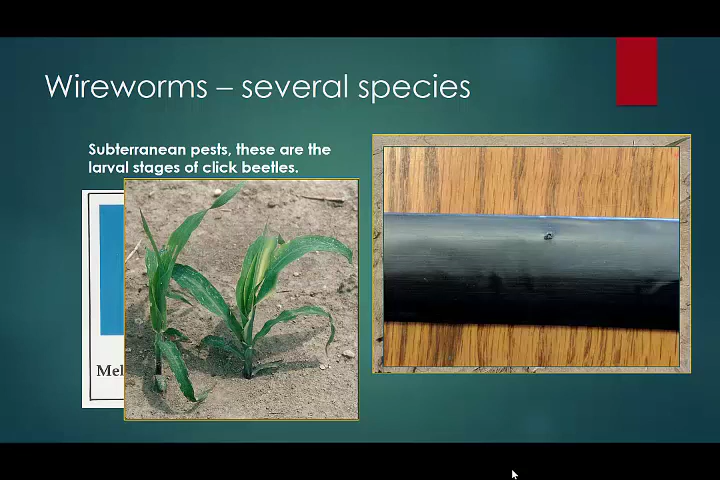 Wireworms – several species
Subterranean pests, these are the
larval stages of click beetles.
Mel